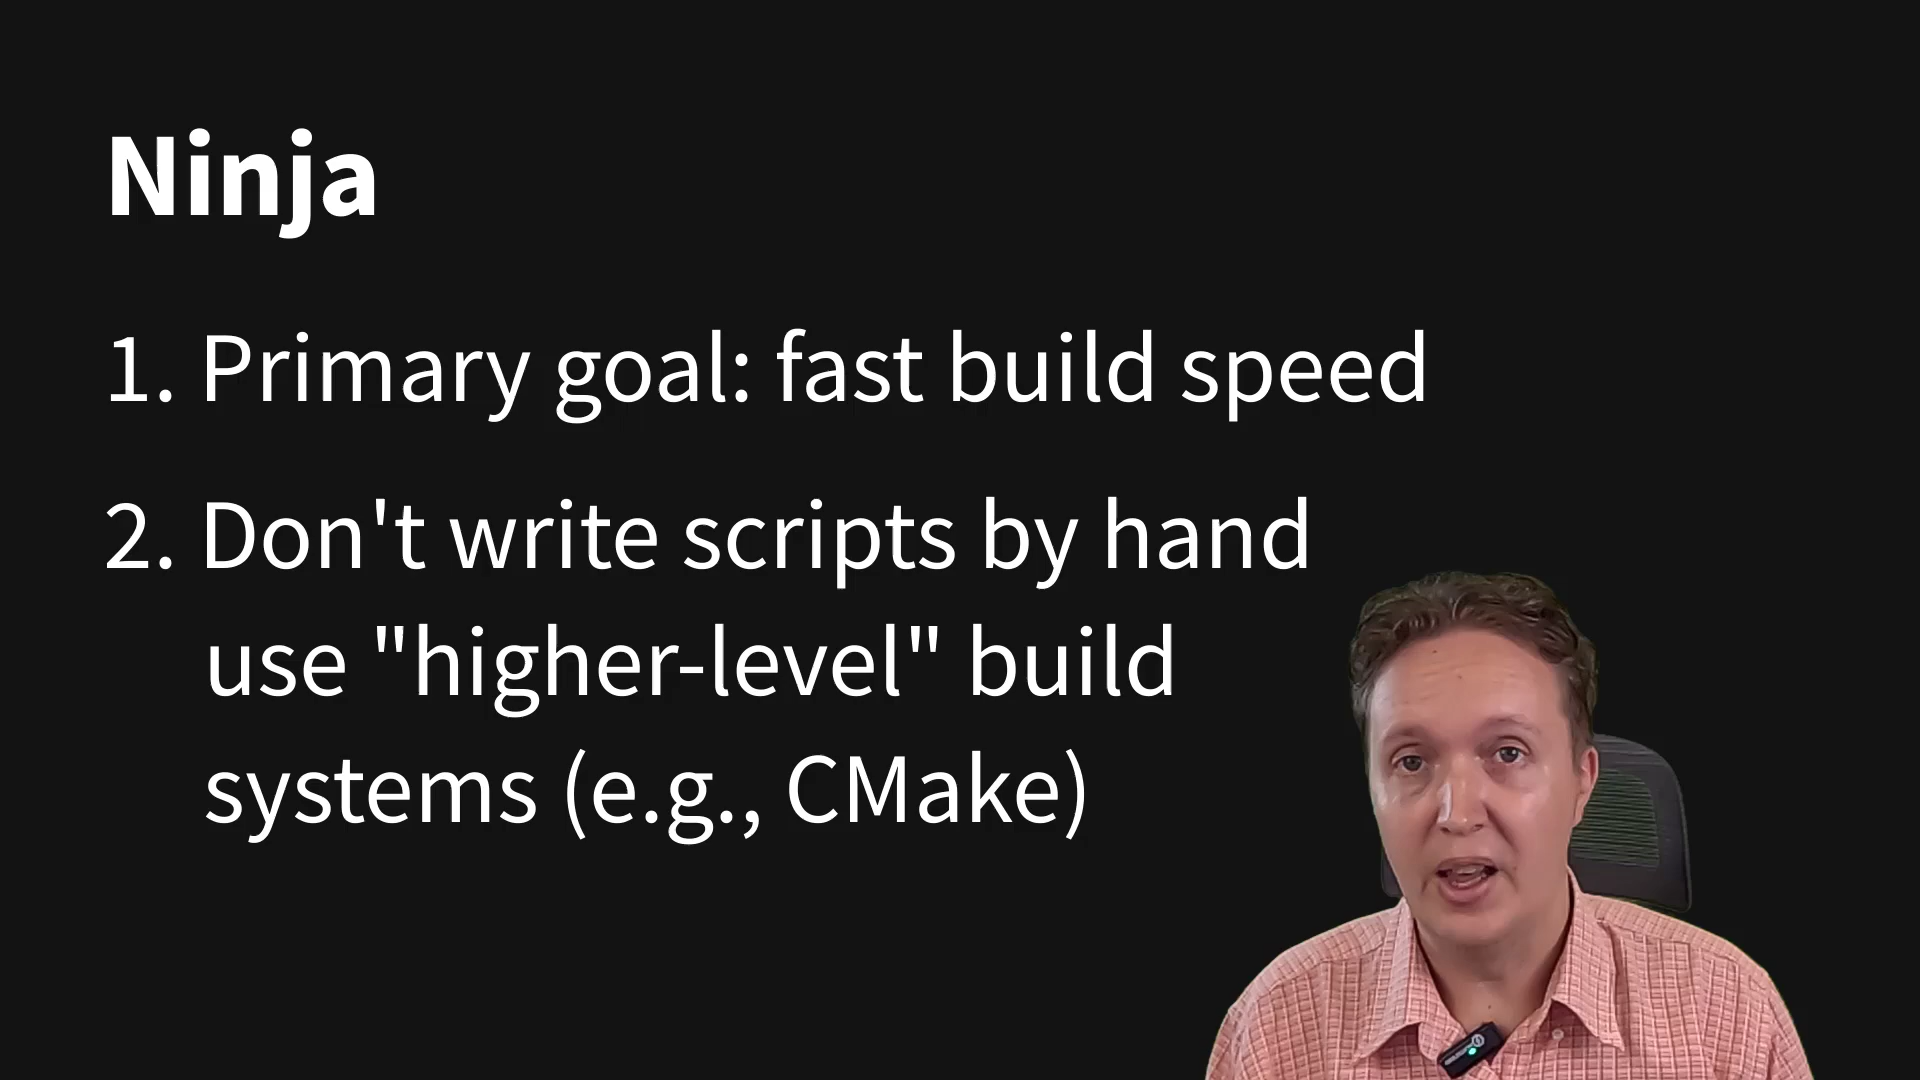 Ninja
1. Primary goal: fast build speed
2. Don't write scripts by hand
use "higher-level" build
systems (e.g., CMake)